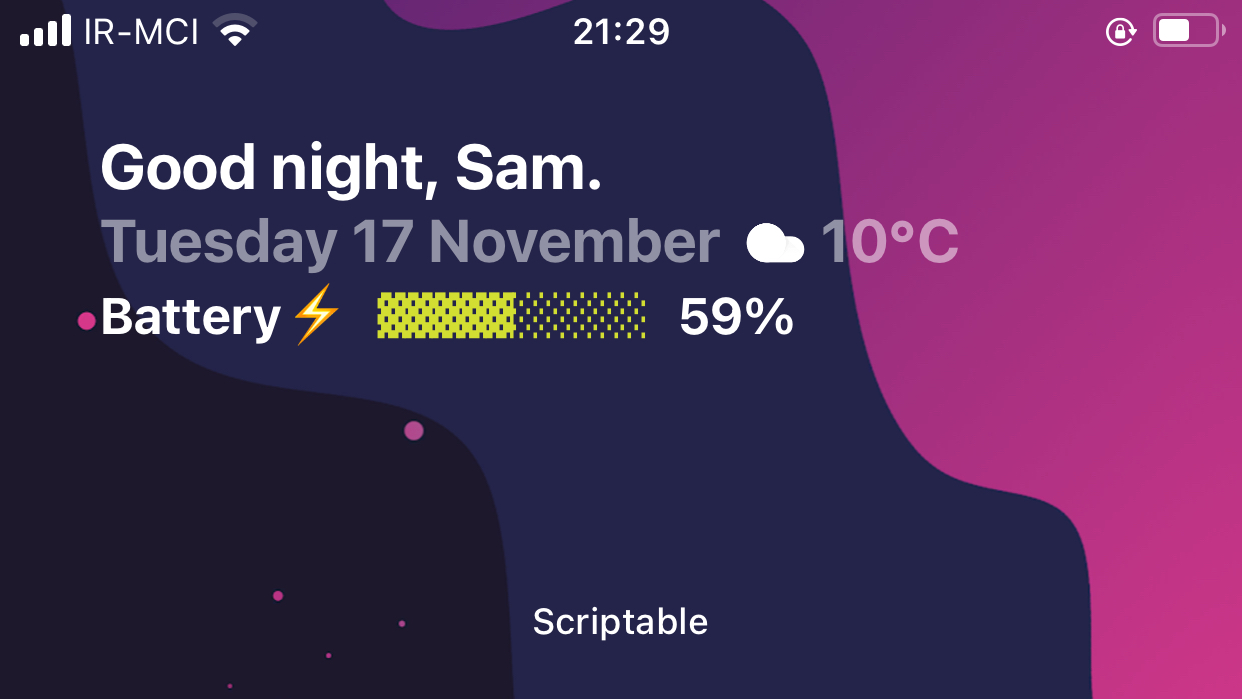 IR-MCI 21:29
Good night, Sam.
Tuesday 17 November 10°C
Battery⚡ 59%
Scriptable